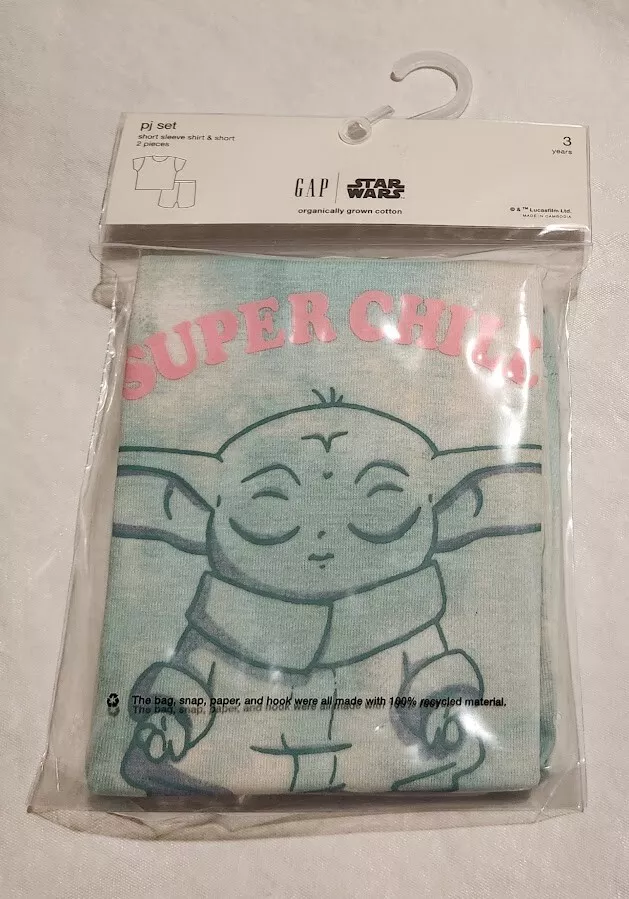 pj set
short sleeve shirt & short
2 pieces
3
years
GAP | STAR WARS
organically grown cotton
© & ™ Lucasfilm Ltd.
MADE IN CAMBODIA
SUPER CHILL
The bag, snap, paper, and hook were all made with 100% recycled material.